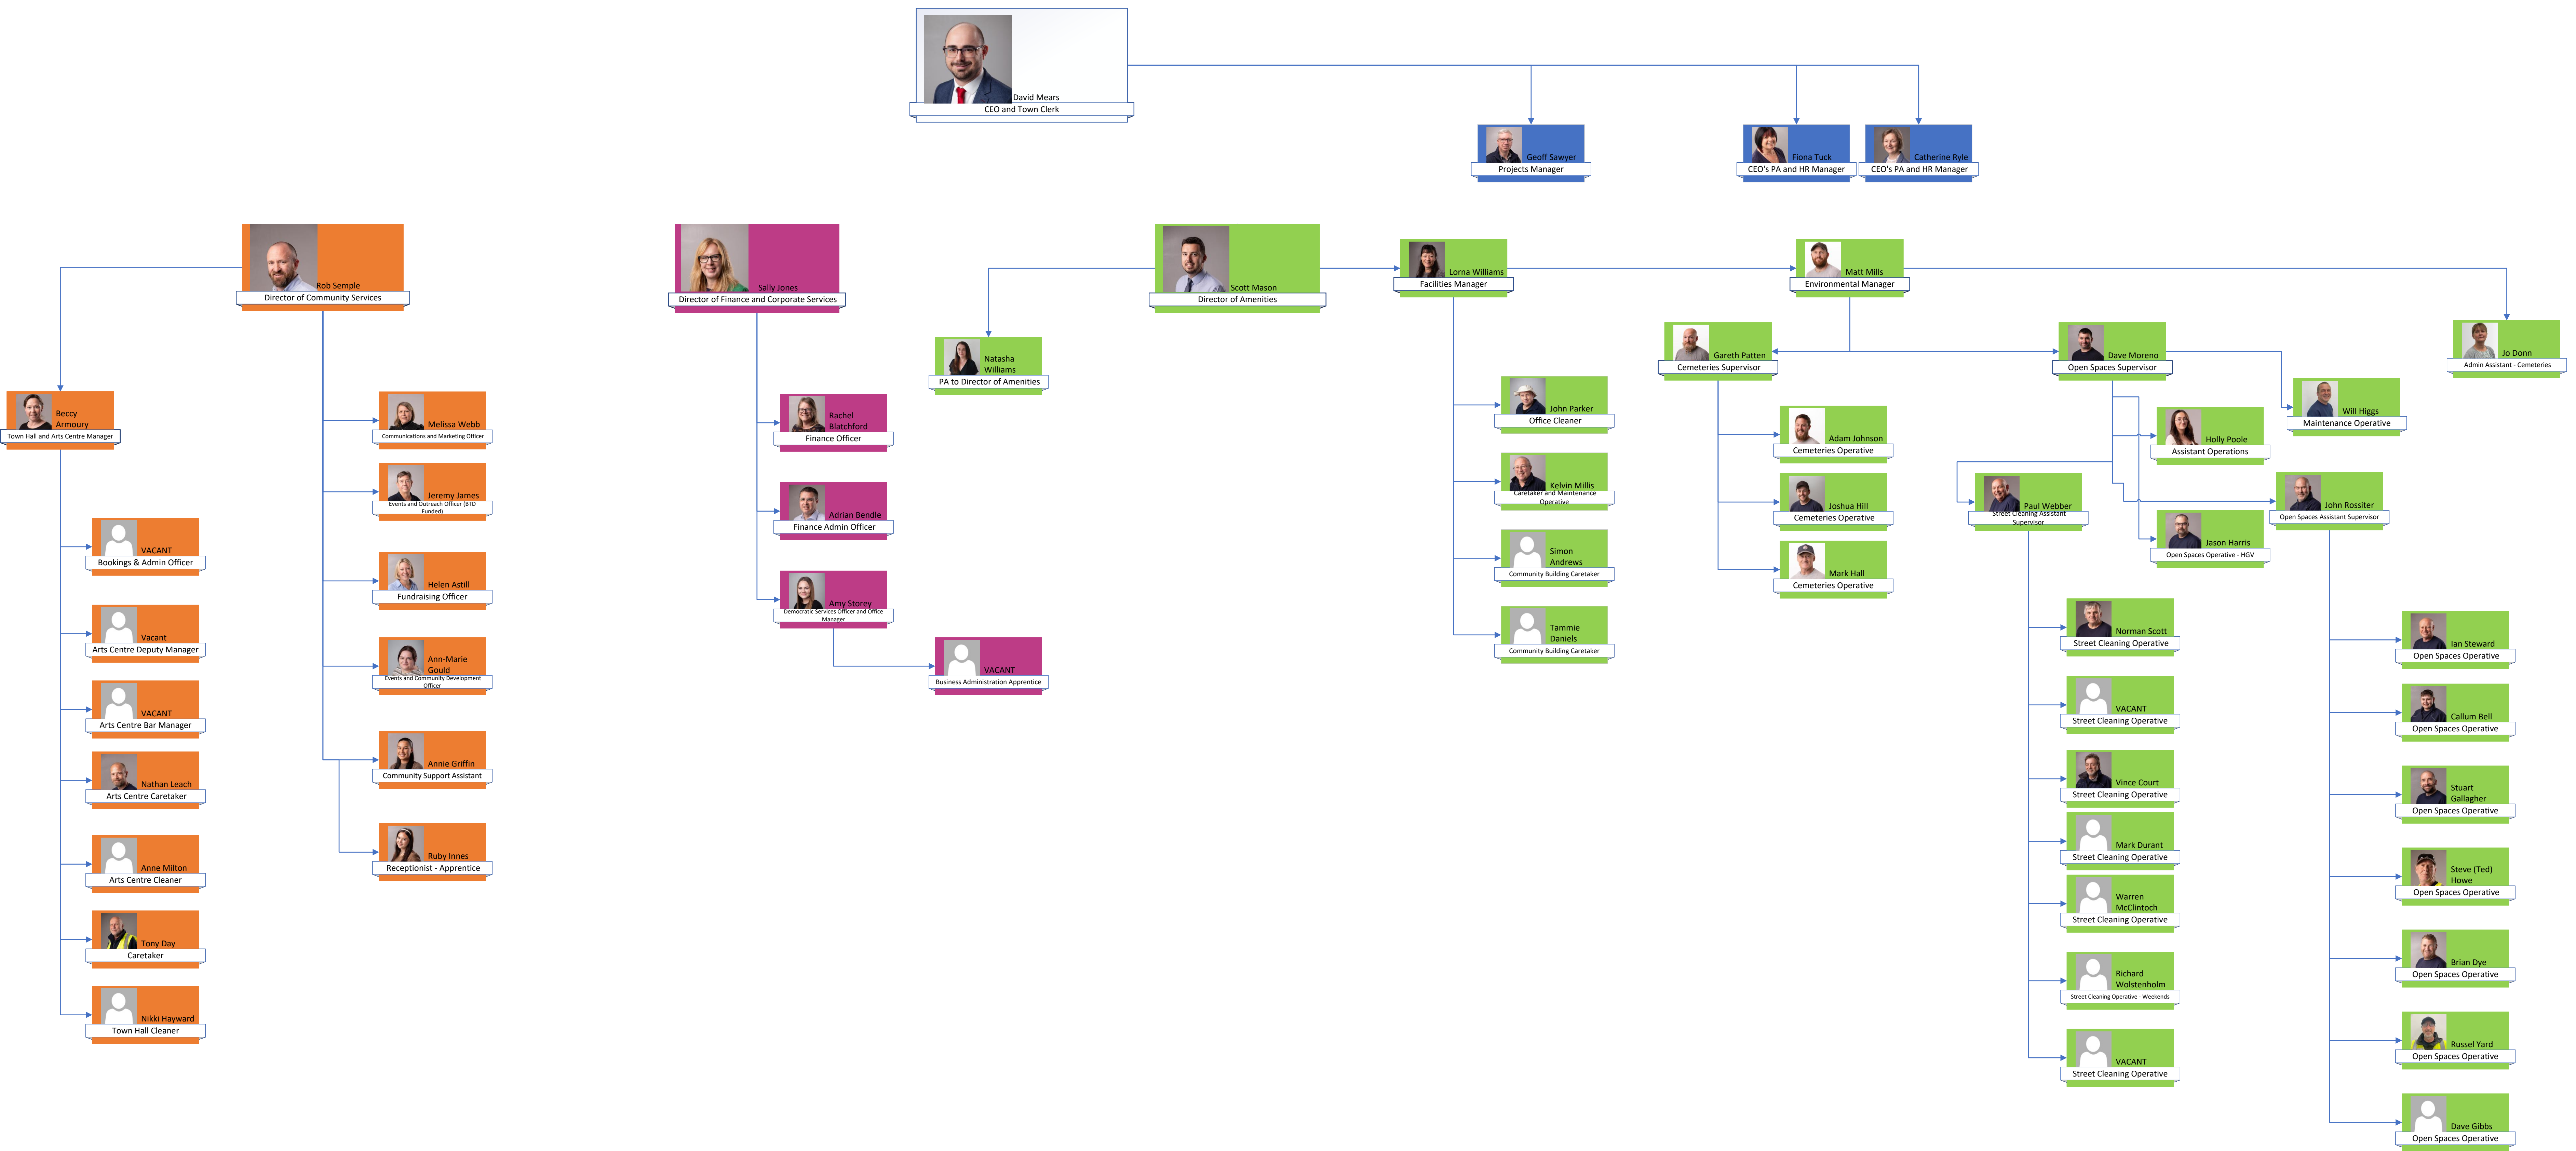 David Mears
CEO and Town Clerk
Geoff Sawyer
Projects Manager
Fiona Tuck
CEO's PA and HR Manager
Catherine Ryle
CEO's PA and HR Manager
Rob Semple
Director of Community Services
Sally Jones
Director of Finance and Corporate Services
Scott Mason
Director of Amenities
Lorna Williams
Facilities Manager
Matt Mills
Environmental Manager
Jo Donn
Admin Assistant - Cemeteries
Natasha
Williams
PA to Director of Amenities
Gareth Patten
Cemeteries Supervisor
Dave Moreno
Open Spaces Supervisor
Will Higgs
Maintenance Operative
Holly Poole
Assistant Operations
Paul Webber
Street Cleaning Assistant
Supervisor
Jason Harris
Open Spaces Operative - HGV
John Rossiter
Open Spaces Assistant Supervisor
Beccy
Armoury
Town Hall and Arts Centre Manager
VACANT
Bookings & Admin Officer
Vacant
Arts Centre Deputy Manager
VACANT
Arts Centre Bar Manager
Nathan Leach
Arts Centre Caretaker
Anne Milton
Arts Centre Cleaner
Tony Day
Caretaker
Nikki Hayward
Town Hall Cleaner
Melissa Webb
Communications and Marketing Officer
Jeremy James
Events and Outreach Officer (BTD
Funded)
Helen Astill
Fundraising Officer
Ann-Marie
Gould
Events and Community Development
Officer
Annie Griffin
Community Support Assistant
Ruby Innes
Receptionist - Apprentice
Rachel
Blatchford
Finance Officer
Adrian Bendle
Finance Admin Officer
Amy Storey
Democratic Services Officer and Office
Manager
VACANT
Business Administration Apprentice
John Parker
Office Cleaner
Kelvin Millis
Caretaker and Maintenance
Operative
Simon
Andrews
Community Building Caretaker
Tammie
Daniels
Community Building Caretaker
Adam Johnson
Cemeteries Operative
Joshua Hill
Cemeteries Operative
Mark Hall
Cemeteries Operative
Norman Scott
Street Cleaning Operative
VACANT
Street Cleaning Operative
Vince Court
Street Cleaning Operative
Mark Durant
Street Cleaning Operative
Warren
McClintoch
Street Cleaning Operative
Richard
Wolstenholm
Street Cleaning Operative - Weekends
VACANT
Street Cleaning Operative
Ian Steward
Open Spaces Operative
Callum Bell
Open Spaces Operative
Stuart
Gallagher
Open Spaces Operative
Steve (Ted)
Howe
Open Spaces Operative
Brian Dye
Open Spaces Operative
Russel Yard
Open Spaces Operative
Dave Gibbs
Open Spaces Operative